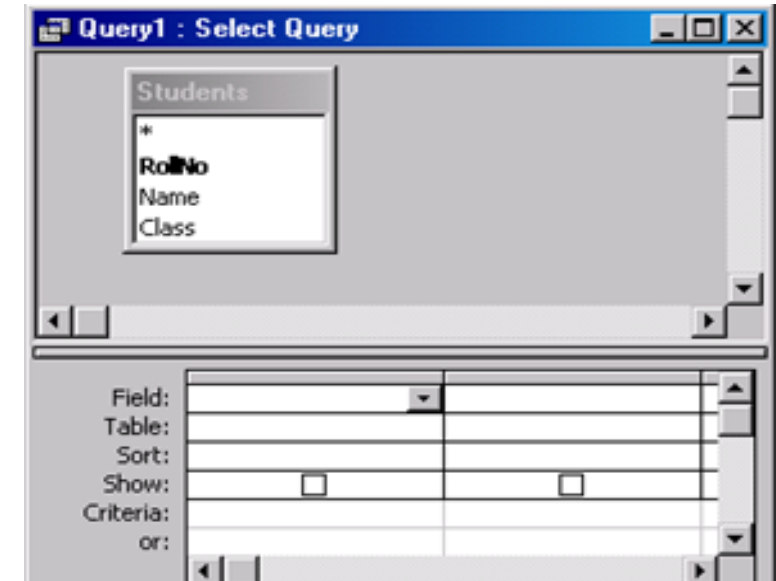 Query1 : Select Query
Students
*
RollNo
Name
Class
Field:
Table:
Sort:
Show:
Criteria:
or: